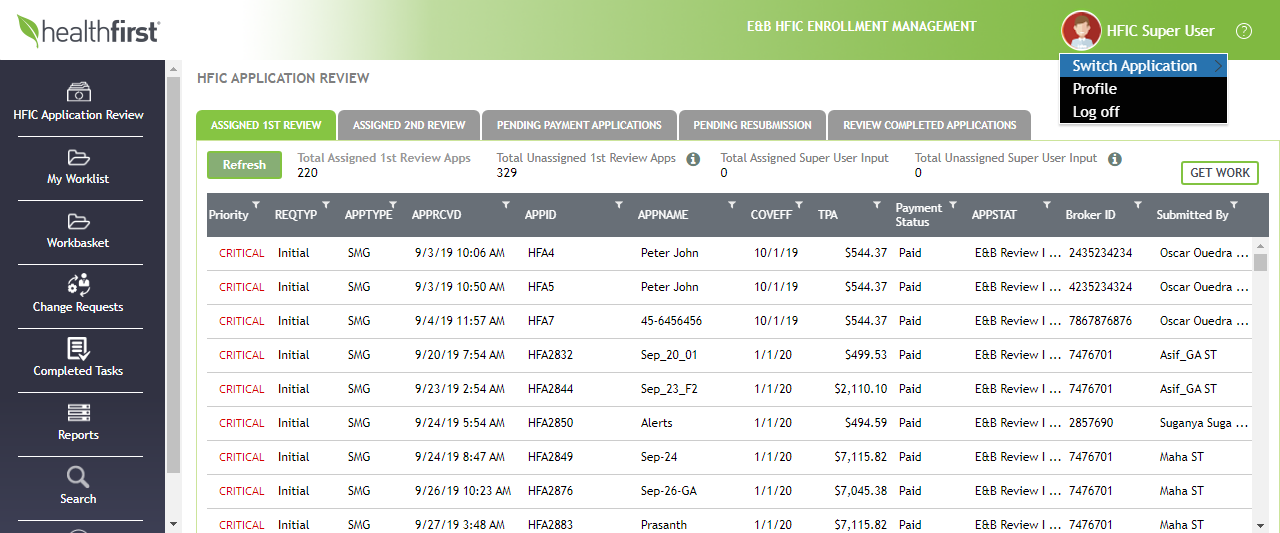 healthfirst
E&B HFIC ENROLLMENT MANAGEMENT
HFIC Super User
?
Switch Application
Profile
Log off
HFIC Application Review
My Worklist
Workbasket
Change Requests
Completed Tasks
Reports
Search
HFIC APPLICATION REVIEW
ASSIGNED 1ST REVIEW ASSIGNED 2ND REVIEW PENDING PAYMENT APPLICATIONS PENDING RESUBMISSION REVIEW COMPLETED APPLICATIONS
Refresh
Total Assigned 1st Review Apps
220
Total Unassigned 1st Review Apps
329
Total Assigned Super User Input
0
Total Unassigned Super User Input
0
GET WORK
Priority REQTYP APPTYPE APPRCVD APPID APPNAME COVEFF TPA Payment Status APPSTAT Broker ID Submitted By
CRITICAL Initial SMG 9/3/19 10:06 AM HFA4 Peter John 10/1/19 $544.37 Paid E&B Review I ... 2435234234 Oscar Ouedra ...
CRITICAL Initial SMG 9/3/19 10:50 AM HFA5 Peter John 10/1/19 $544.37 Paid E&B Review I ... 4235234324 Oscar Ouedra ...
CRITICAL Initial SMG 9/4/19 11:57 AM HFA7 45-6456456 10/1/19 $544.37 Paid E&B Review I ... 7867876876 Oscar Ouedra ...
CRITICAL Initial SMG 9/20/19 7:54 AM HFA2832 Sep_20_01 1/1/20 $499.53 Paid E&B Review I ... 7476701 Asif_GA ST
CRITICAL Initial SMG 9/23/19 2:54 AM HFA2844 Sep_23_F2 1/1/20 $2,110.10 Paid E&B Review I ... 7476701 Asif_GA ST
CRITICAL Initial SMG 9/24/19 5:54 AM HFA2850 Alerts 1/1/20 $494.59 Paid E&B Review I ... 2857690 Suganya Suga ...
CRITICAL Initial SMG 9/24/19 8:47 AM HFA2849 Sep-24 1/1/20 $7,115.82 Paid E&B Review I ... 7476701 Maha ST
CRITICAL Initial SMG 9/26/19 10:23 AM HFA2876 Sep-26-GA 1/1/20 $7,045.38 Paid E&B Review I ... 7476701 Maha ST
CRITICAL Initial SMG 9/27/19 3:48 AM HFA2883 Prasanth 1/1/20 $7,115.82 Paid E&B Review I ... 7476701 Maha ST